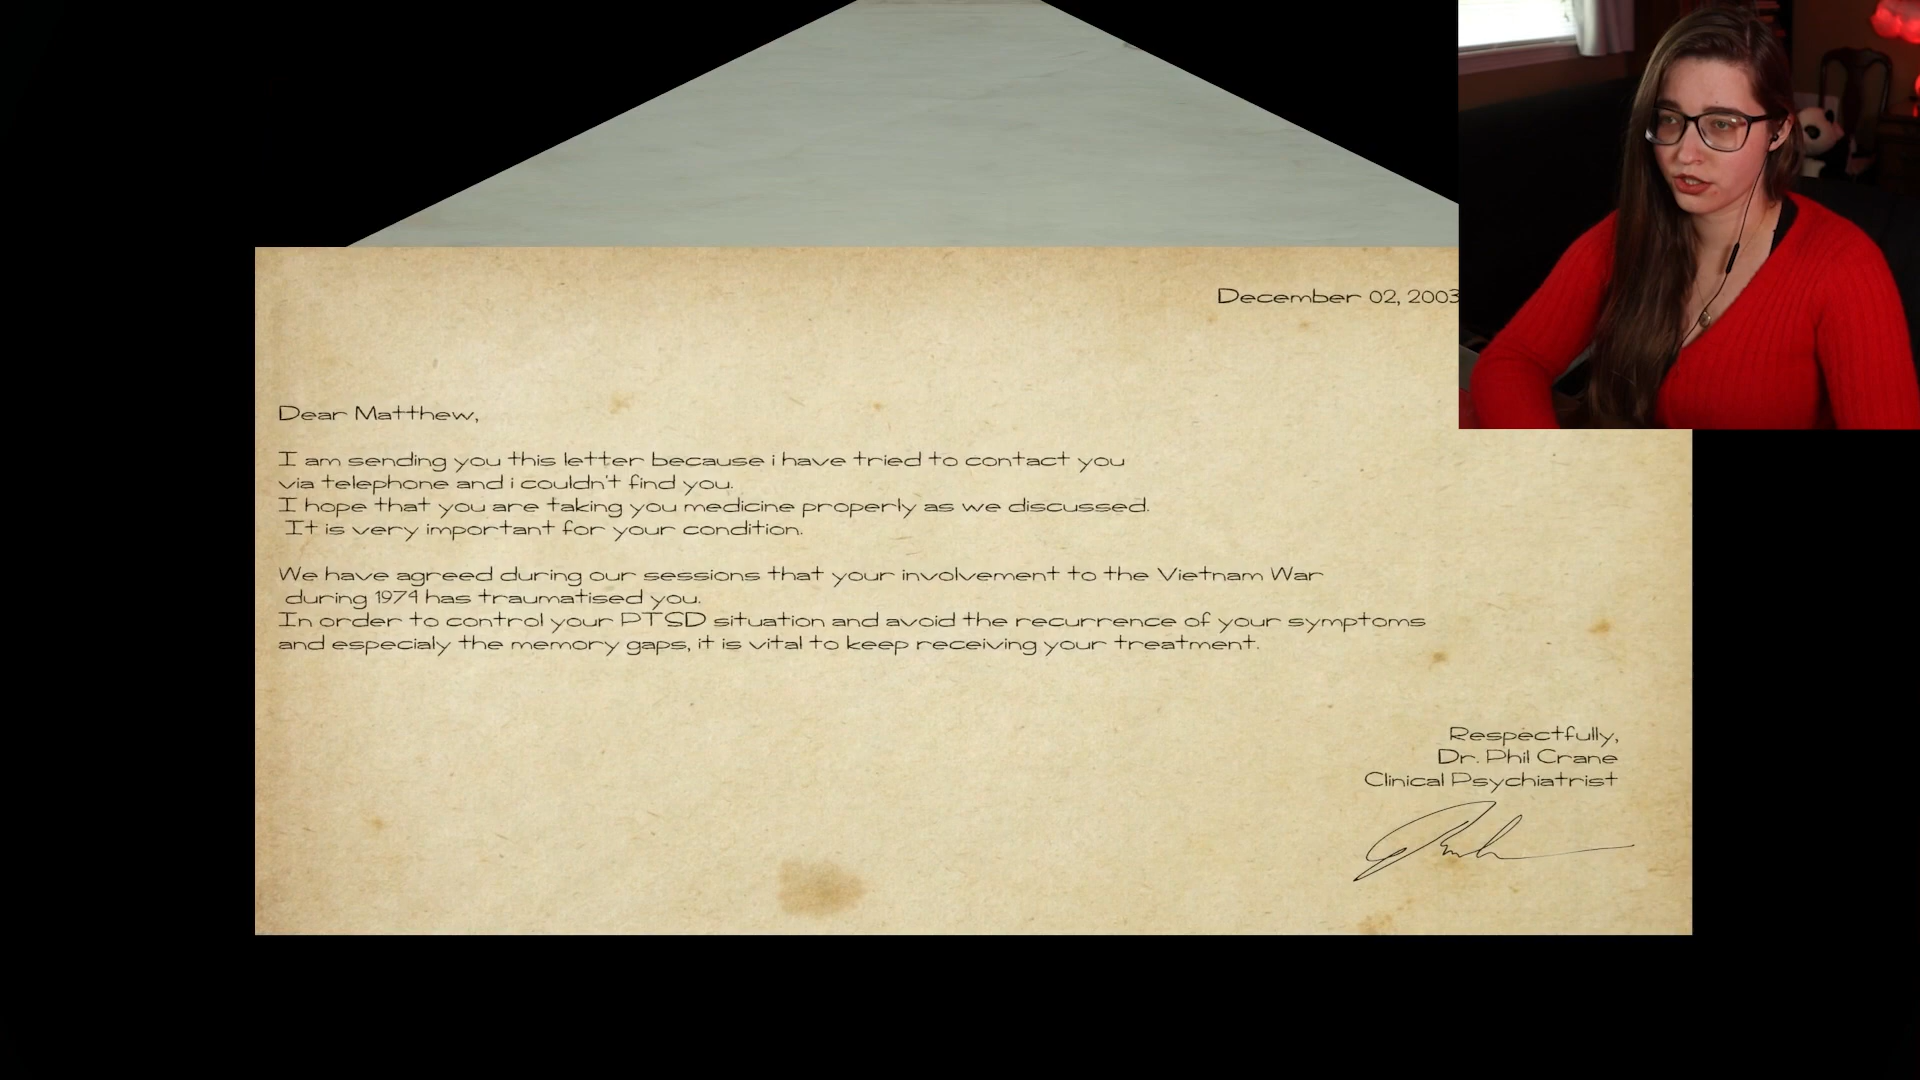 December 02, 2003
Dear Matthew,
I am sending you this letter because i have tried to contact you
via telephone and i couldn't find you.
I hope that you are taking you medicine properly as we discussed.
It is very important for your condition.
We have agreed during our sessions that your involvement to the Vietnam War
during 1974 has traumatised you.
In order to control your PTSD situation and avoid the recurrence of your symptoms
and especialy the memory gaps, it is vital to keep receiving your treatment.
Respectfully,
Dr. Phil Crane
Clinical Psychiatrist